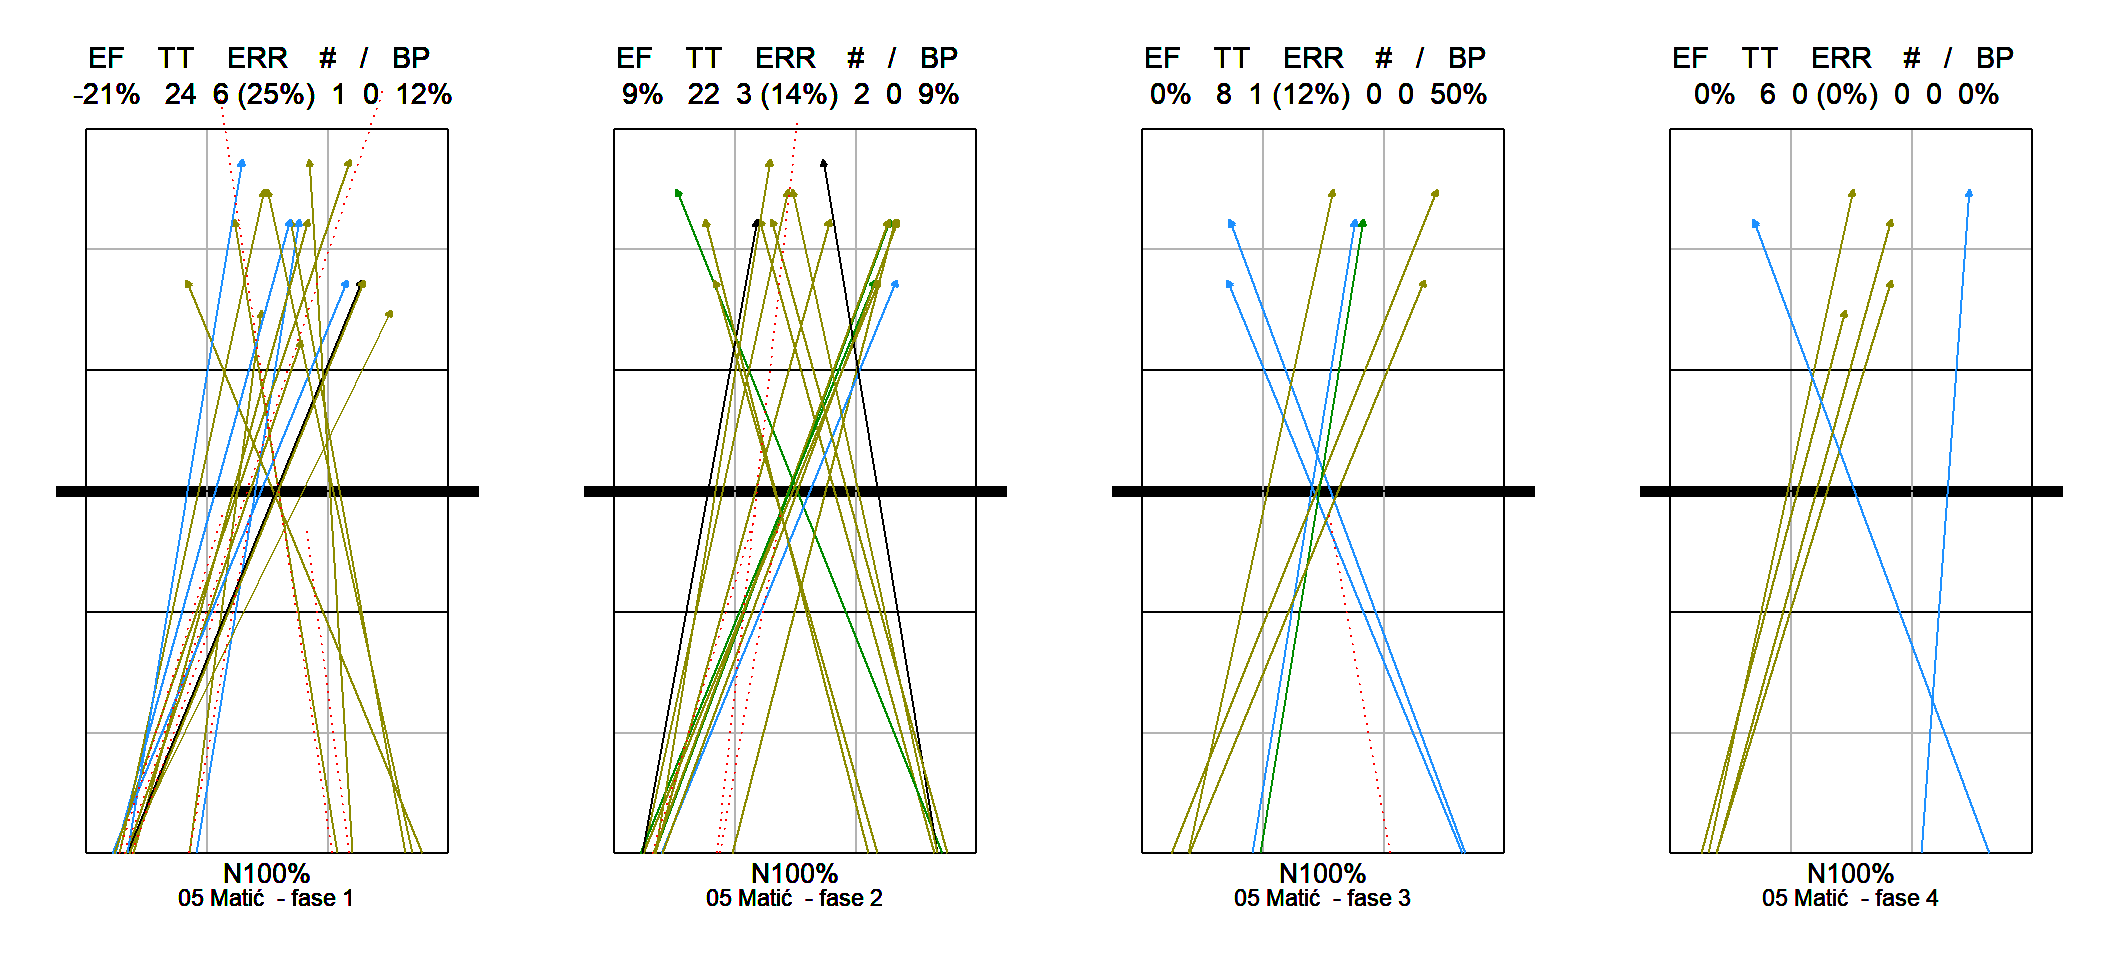 EF TT ERR # / BP
-21% 24 6 (25%) 1 0 12%
N100%
05 Matić - fase 1
EF TT ERR # / BP
9% 22 3 (14%) 2 0 9%
N100%
05 Matić - fase 2
EF TT ERR # / BP
0% 8 1 (12%) 0 0 50%
N100%
05 Matić - fase 3
EF TT ERR # / BP
0% 6 0 (0%) 0 0 0%
N100%
05 Matić - fase 4